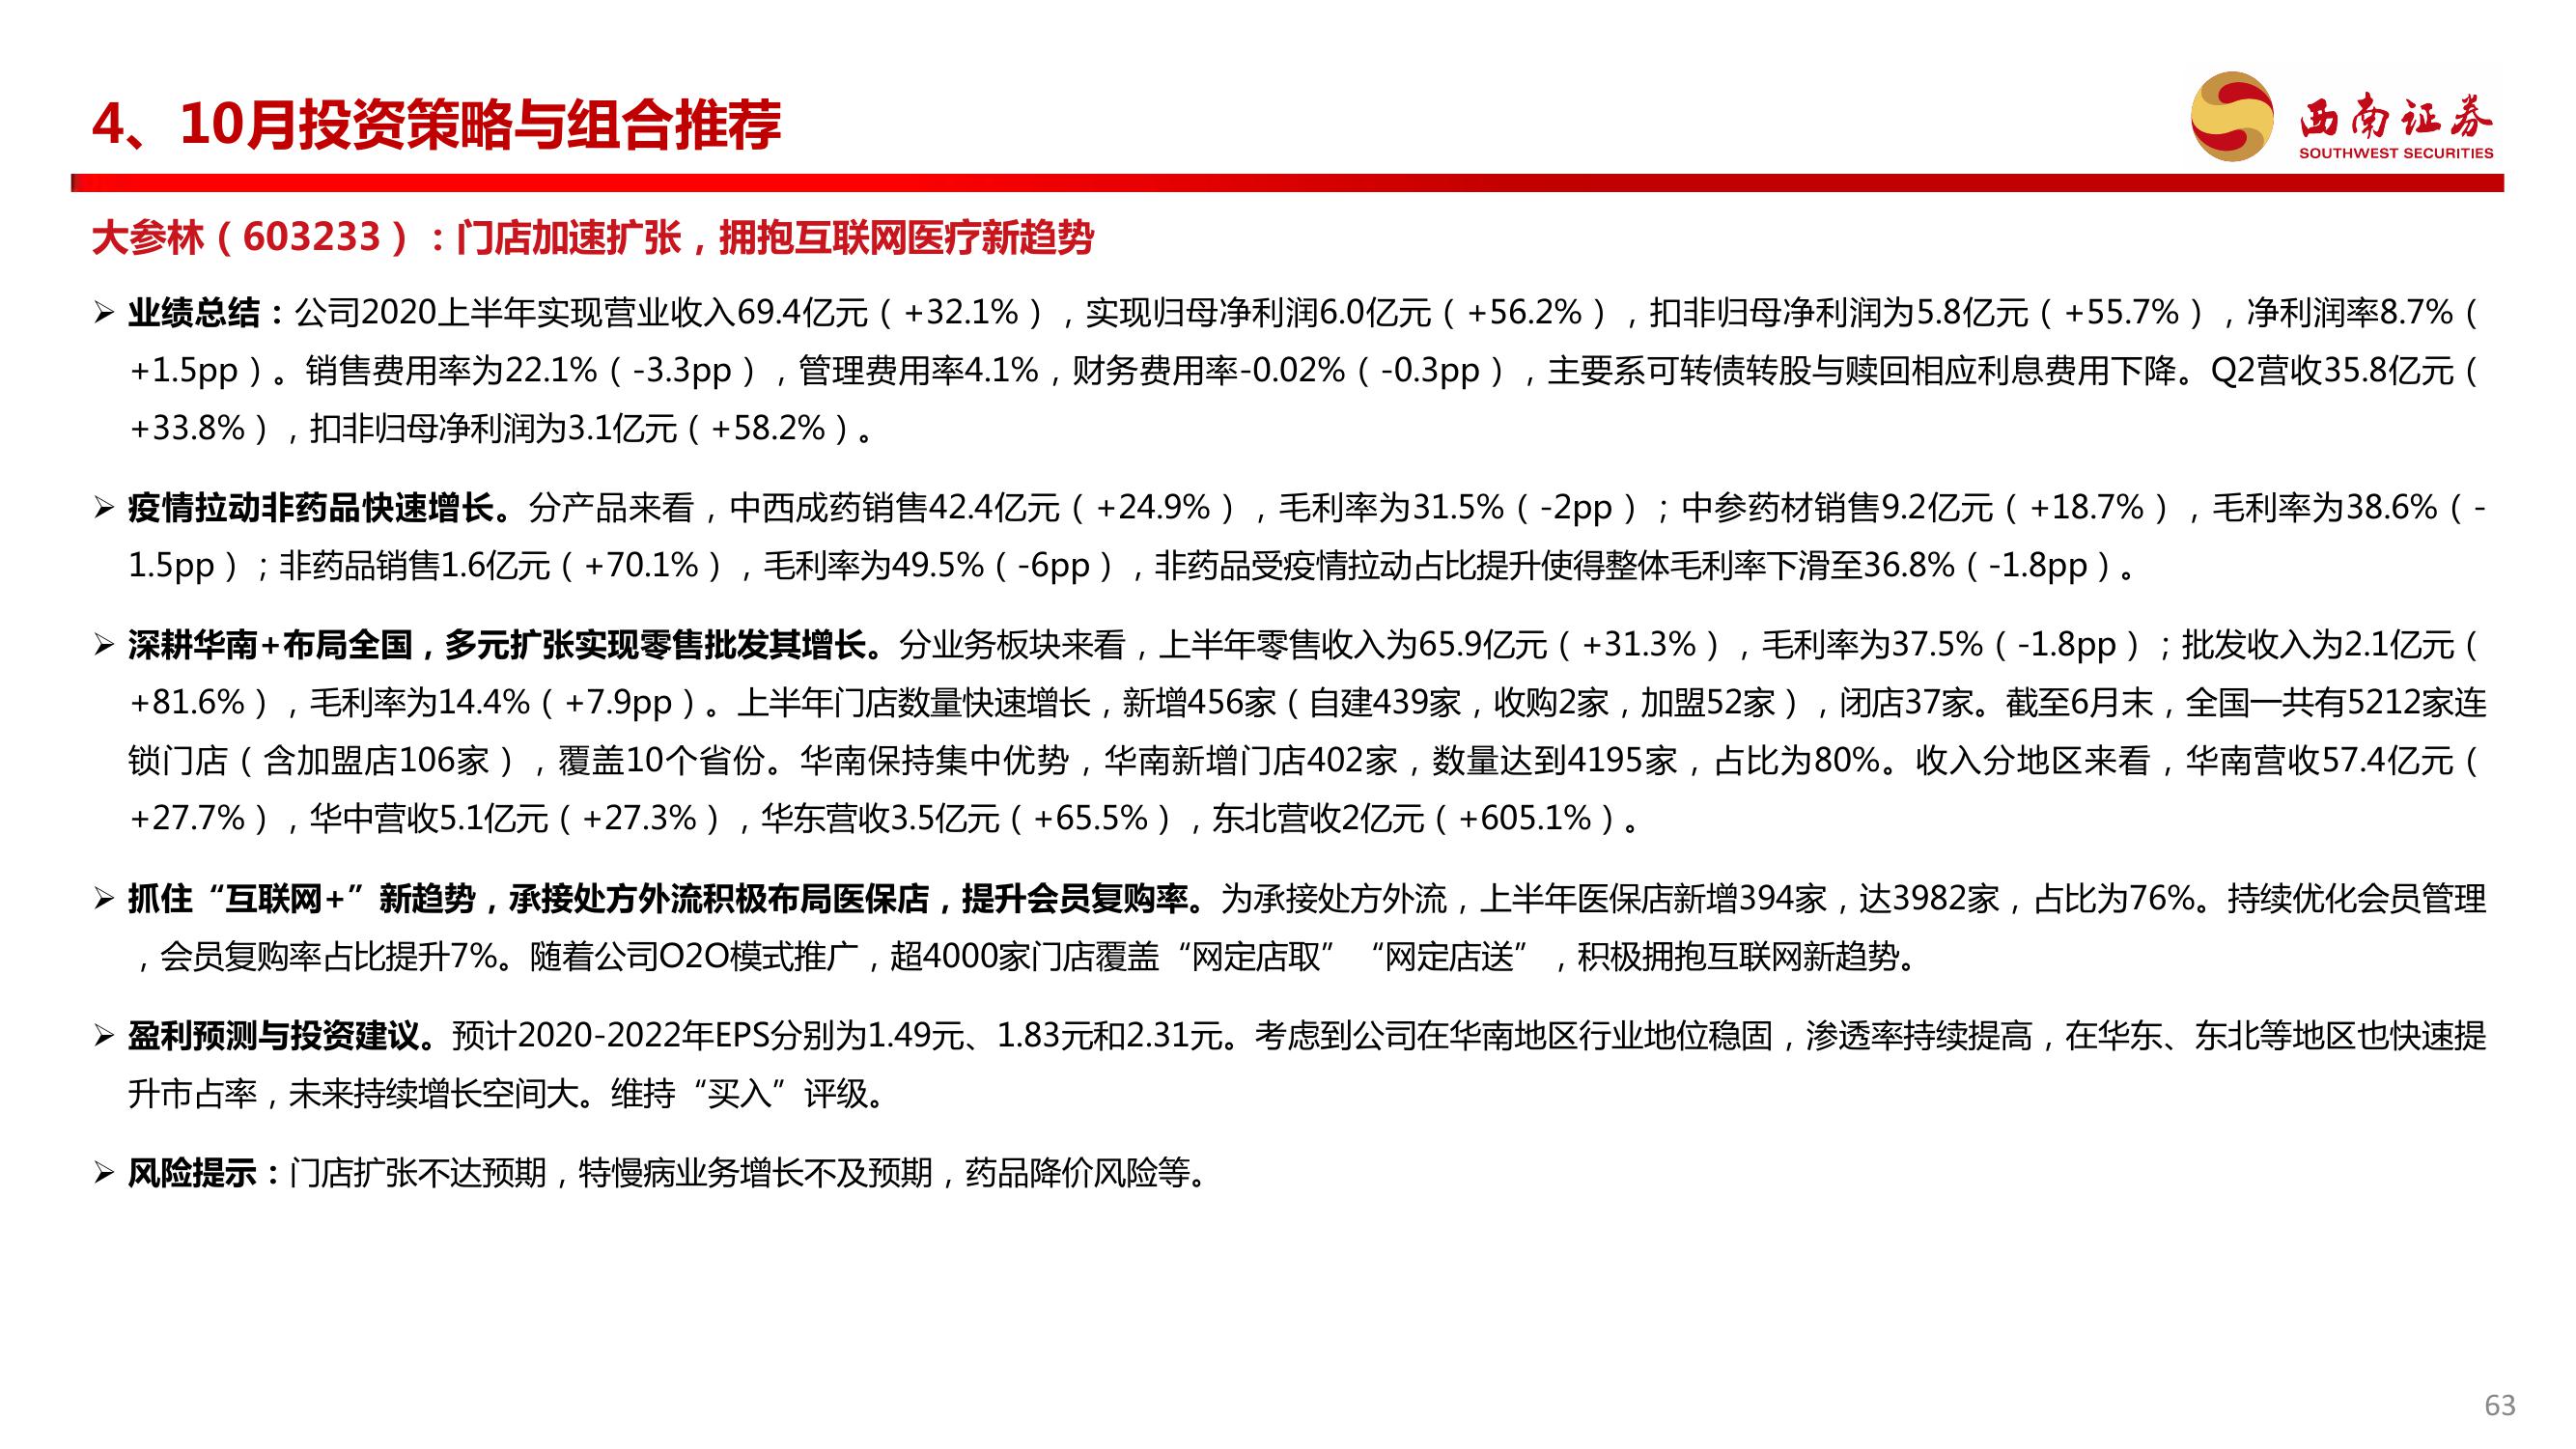 4、10月投资策略与组合推荐
西南证券
SOUTHWEST SECURITIES
大参林（603233）：门店加速扩张，拥抱互联网医疗新趋势
➢ 业绩总结：公司2020上半年实现营业收入69.4亿元（+32.1%），实现归母净利润6.0亿元（+56.2%），扣非归母净利润为5.8亿元（+55.7%），净利润率8.7%（
+1.5pp）。销售费用率为22.1%（-3.3pp），管理费用率4.1%，财务费用率-0.02%（-0.3pp），主要系可转债转股与赎回相应利息费用下降。Q2营收35.8亿元（
+33.8%），扣非归母净利润为3.1亿元（+58.2%）。
➢ 疫情拉动非药品快速增长。分产品来看，中西成药销售42.4亿元（+24.9%），毛利率为31.5%（-2pp）；中参药材销售9.2亿元（+18.7%），毛利率为38.6%（-
1.5pp）；非药品销售1.6亿元（+70.1%），毛利率为49.5%（-6pp），非药品受疫情拉动占比提升使得整体毛利率下滑至36.8%（-1.8pp）。
➢ 深耕华南+布局全国，多元扩张实现零售批发其增长。分业务板块来看，上半年零售收入为65.9亿元（+31.3%），毛利率为37.5%（-1.8pp）；批发收入为2.1亿元（
+81.6%），毛利率为14.4%（+7.9pp）。上半年门店数量快速增长，新增456家（自建439家，收购2家，加盟52家），闭店37家。截至6月末，全国一共有5212家连
锁门店（含加盟店106家），覆盖10个省份。华南保持集中优势，华南新增门店402家，数量达到4195家，占比为80%。收入分地区来看，华南营收57.4亿元（
+27.7%），华中营收5.1亿元（+27.3%），华东营收3.5亿元（+65.5%），东北营收2亿元（+605.1%）。
➢ 抓住“互联网+”新趋势，承接处方外流积极布局医保店，提升会员复购率。为承接处方外流，上半年医保店新增394家，达3982家，占比为76%。持续优化会员管理
，会员复购率占比提升7%。随着公司O2O模式推广，超4000家门店覆盖“网定店取”“网定店送”，积极拥抱互联网新趋势。
➢ 盈利预测与投资建议。预计2020-2022年EPS分别为1.49元、1.83元和2.31元。考虑到公司在华南地区行业地位稳固，渗透率持续提高，在华东、东北等地区也快速提
升市占率，未来持续增长空间大。维持“买入”评级。
➢ 风险提示：门店扩张不达预期，特慢病业务增长不及预期，药品降价风险等。
63